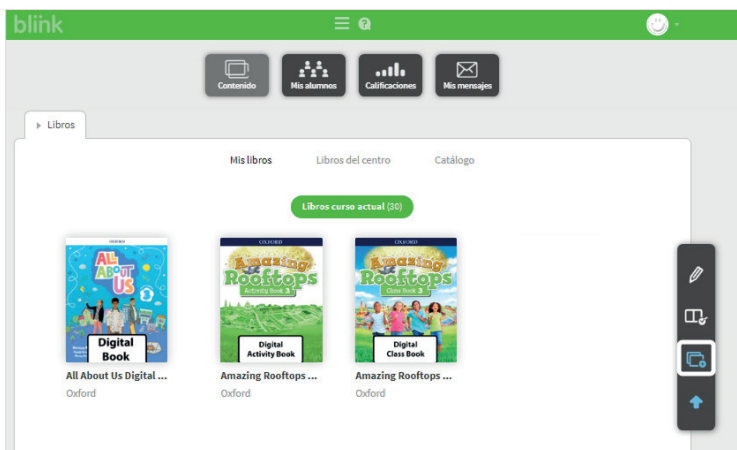 blink
Contenido
Mis alumnos
Calificaciones
Mis mensajes
Libros
Mis libros
Libros del centro
Catálogo
Libros curso actual (30)
OXFORD
ALL ABOUT US
3
Digital Book
OXFORD
Amazing Rooftops
Activity Book 3
Digital Activity Book
OXFORD
Amazing Rooftops
Class Book 3
Digital Class Book
All About Us Digital ...
Oxford
Amazing Rooftops ...
Oxford
Amazing Rooftops ...
Oxford